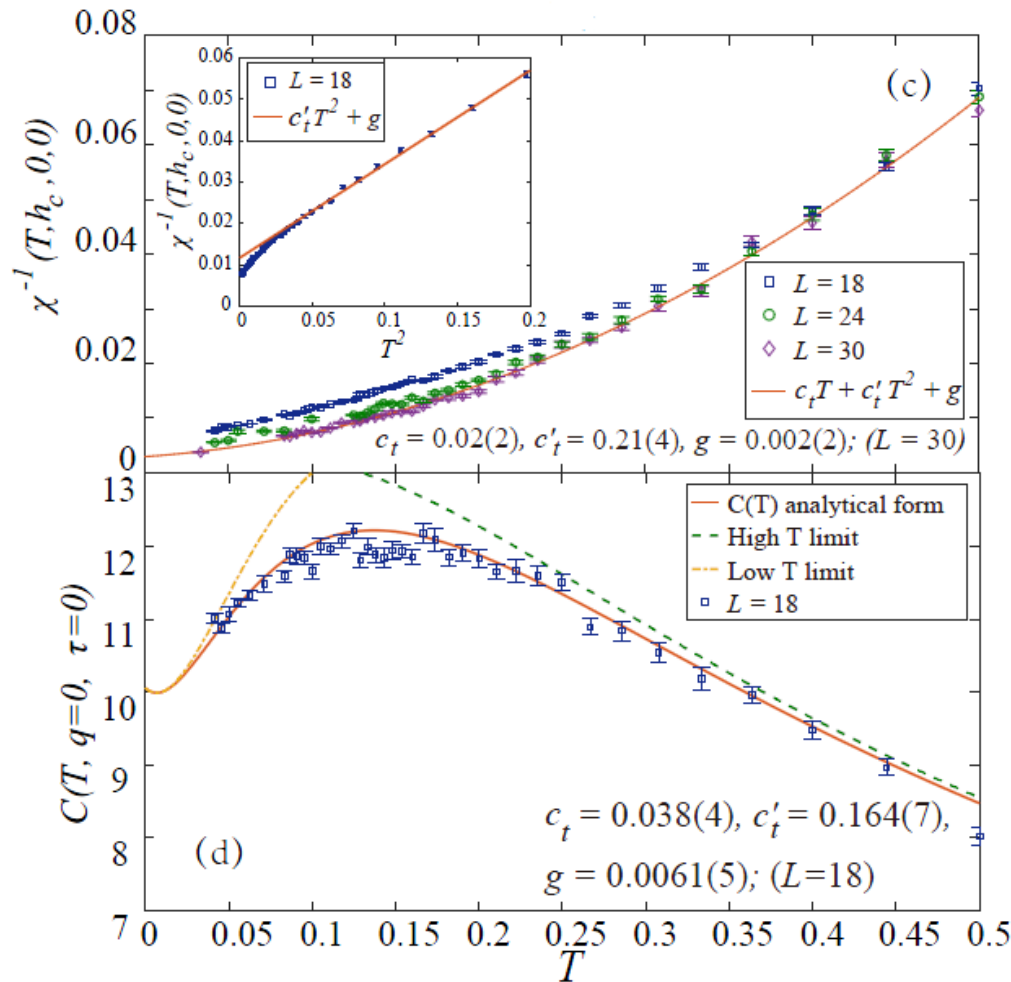 0.08
0.06
0.04
0.02
0
χ⁻¹(T,h_c,0,0)
(c)
0.06
0.05
0.04
0.03
0.02
0.01
0
χ⁻¹(T,h_c,0,0)
L = 18
c′_t T² + g
0 0.05 0.1 0.15 0.2
T²
L = 18
L = 24
L = 30
c_t T + c′_t T² + g
c_t = 0.02(2), c′_t = 0.21(4), g = 0.002(2); (L = 30)
13
12
11
10
9
8
7
C(T, q=0, τ=0)
C(T) analytical form
High T limit
Low T limit
L = 18
c_t = 0.038(4), c′_t = 0.164(7),
g = 0.0061(5); (L=18)
(d)
0 0.05 0.1 0.15 0.2 0.25 0.3 0.35 0.4 0.45 0.5
T